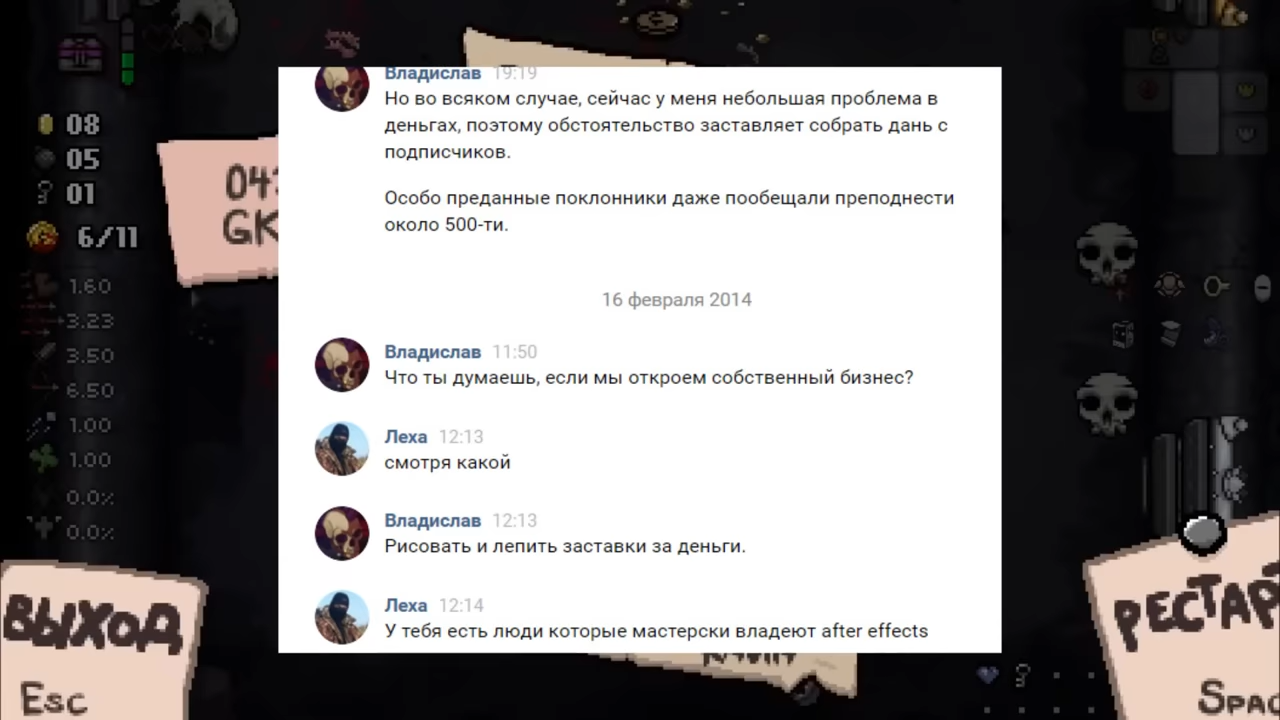 08
05
01
6/11
1.60
3.23
3.50
6.50
1.00
1.00
0.0%
0.0%
04
GK
Владислав 19:19
Но во всяком случае, сейчас у меня небольшая проблема в
деньгах, поэтому обстоятельство заставляет собрать дань с
подписчиков.
Особо преданные поклонники даже пообещали преподнести
около 500-ти.
16 февраля 2014
Владислав 11:50
Что ты думаешь, если мы откроем собственный бизнес?
Леха 12:13
смотря какой
Владислав 12:13
Рисовать и лепить заставки за деньги.
Леха 12:14
У тебя есть люди которые мастерски владеют after effects
ВЫХОД
Esc
РЕСТАРТ
Spac